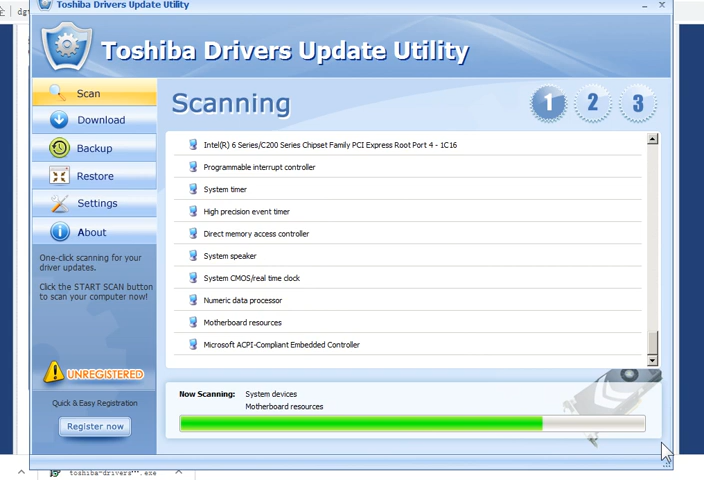 Toshiba Drivers Update Utility
dgt
Toshiba Drivers Update Utility
Scan
Download
Backup
Restore
Settings
About
One-click scanning for your
driver updates.
Click the START SCAN button
to scan your computer now!
UNREGISTERED
Quick & Easy Registration
Register now
Scanning
1 2 3
Intel(R) 6 Series/C200 Series Chipset Family PCI Express Root Port 4 - 1C16
Programmable interrupt controller
System timer
High precision event timer
Direct memory access controller
System speaker
System CMOS/real time clock
Numeric data processor
Motherboard resources
Microsoft ACPI-Compliant Embedded Controller
Now Scanning: System devices
Motherboard resources
toshiba-drivers....exe